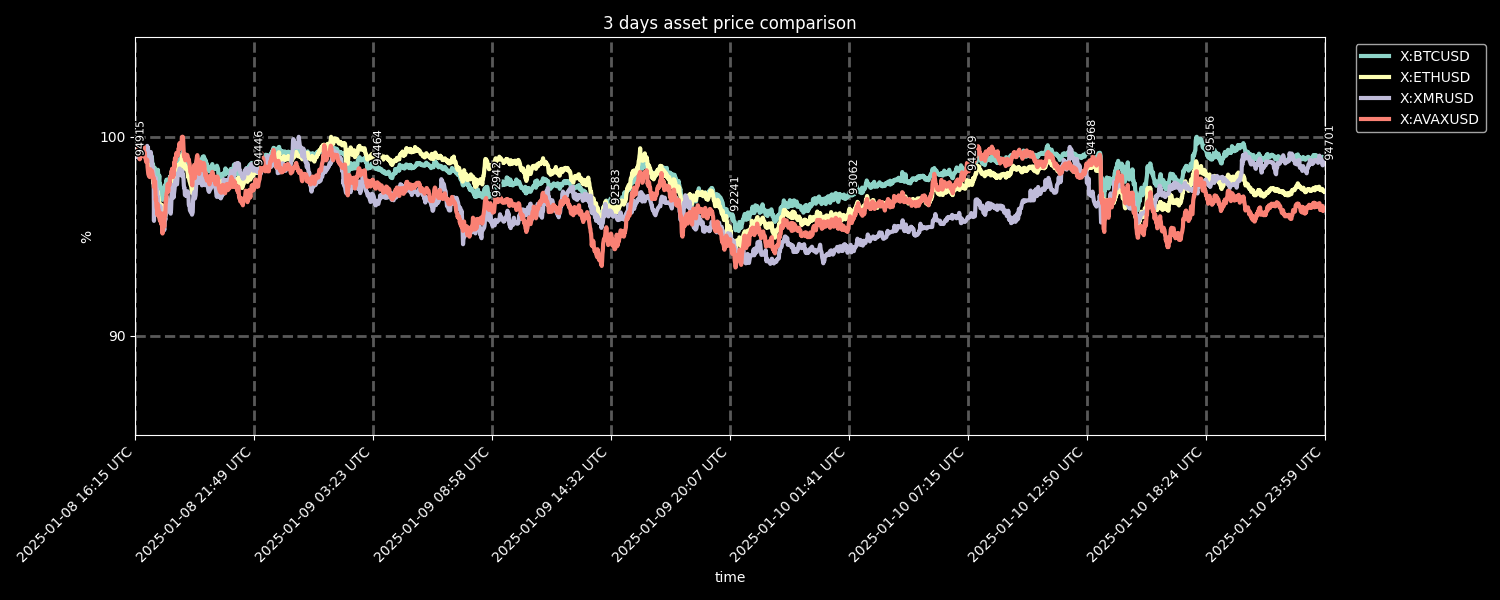 3 days asset price comparison
X:BTCUSD
X:ETHUSD
X:XMRUSD
X:AVAXUSD
100
90
%
94915
94446
94464
92942
92583
92241
93062
94209
94968
95156
94701
2025-01-08 16:15 UTC
2025-01-08 21:49 UTC
2025-01-09 03:23 UTC
2025-01-09 08:58 UTC
2025-01-09 14:32 UTC
2025-01-09 20:07 UTC
2025-01-10 01:41 UTC
2025-01-10 07:15 UTC
2025-01-10 12:50 UTC
2025-01-10 18:24 UTC
2025-01-10 23:59 UTC
time